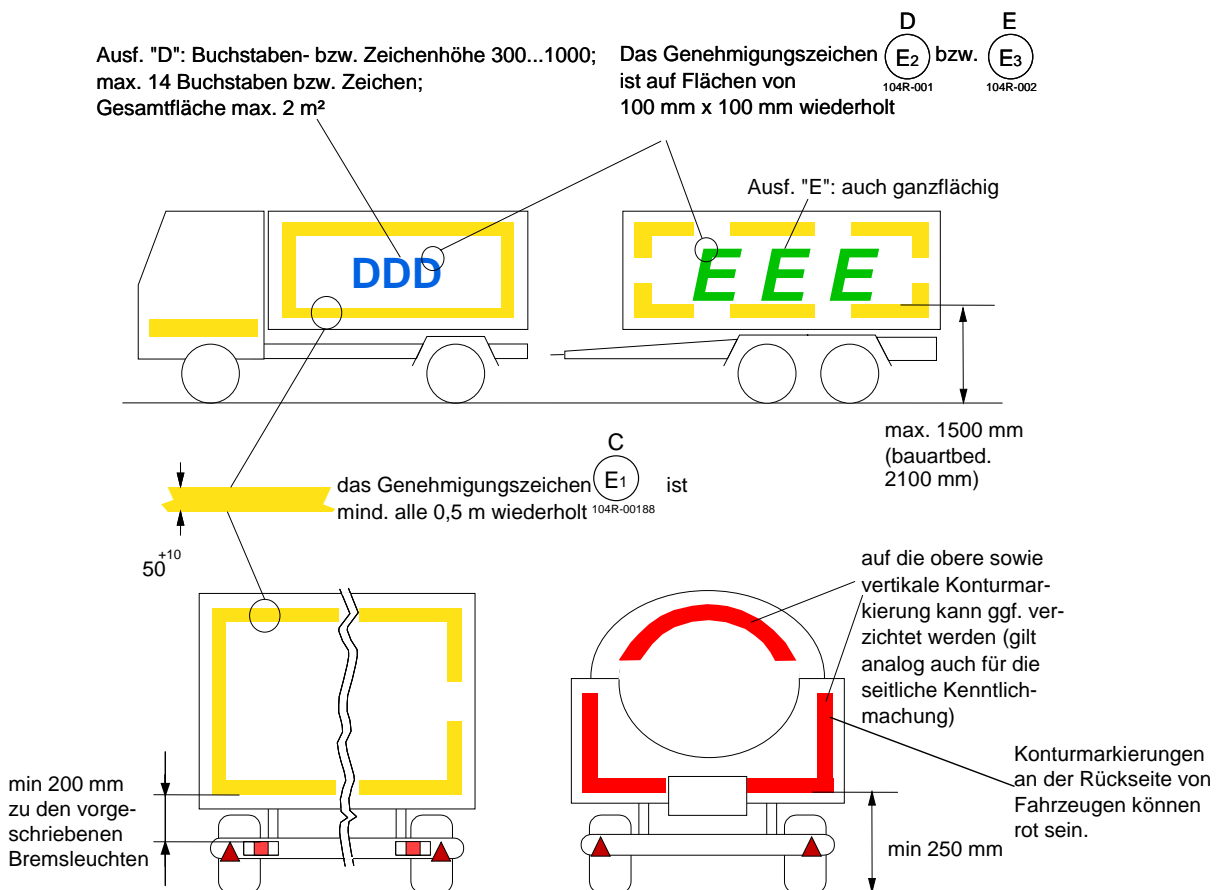 Ausf. "D": Buchstaben- bzw. Zeichenhöhe 300...1000;
max. 14 Buchstaben bzw. Zeichen;
Gesamtfläche max. 2 m²
D E
Das Genehmigungszeichen E2 bzw. E3
104R-001 104R-002
ist auf Flächen von
100 mm x 100 mm wiederholt
Ausf. "E": auch ganzflächig
DDD
E E E
max. 1500 mm
(bauartbed.
2100 mm)
C
das Genehmigungszeichen E1 ist
mind. alle 0,5 m wiederholt 104R-00188
50+10
auf die obere sowie
vertikale Konturmar-
kierung kann ggf. ver-
zichtet werden (gilt
analog auch für die
seitliche Kenntlich-
machung)
Konturmarkierungen
an der Rückseite von
Fahrzeugen können
rot sein.
min 200 mm
zu den vorge-
schriebenen
Bremsleuchten
min 250 mm